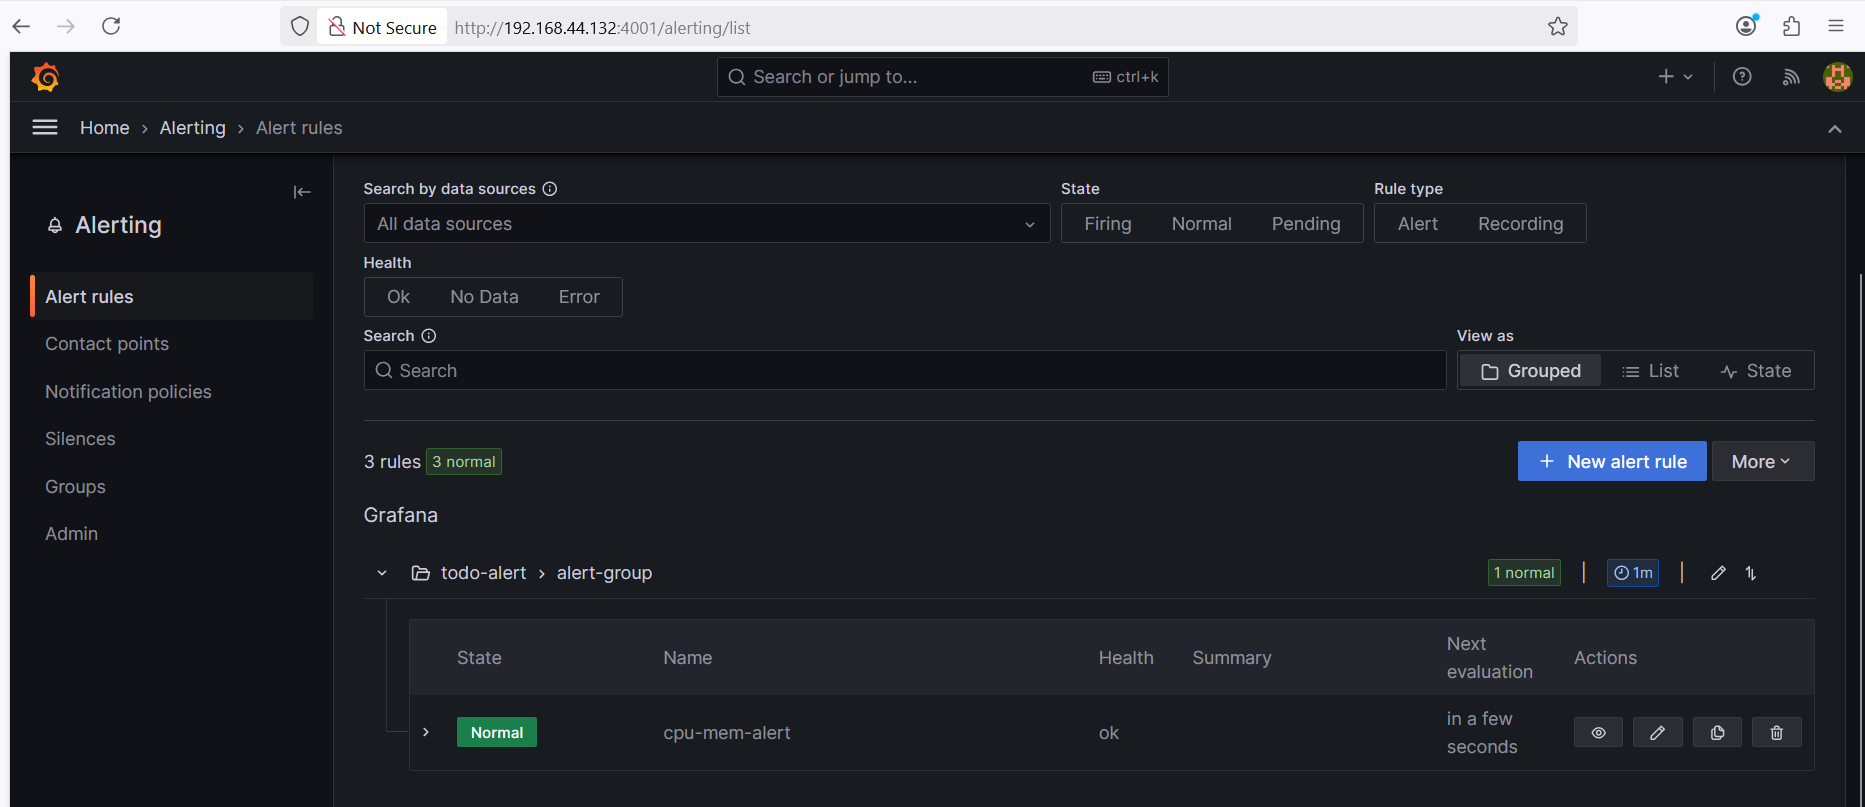 Not Secure http://192.168.44.132:4001/alerting/list
Search or jump to... ctrl+k
Home › Alerting › Alert rules
Alerting
Alert rules
Contact points
Notification policies
Silences
Groups
Admin
Search by data sources State Rule type
All data sources Firing Normal Pending Alert Recording
Health
Ok No Data Error
Search View as
Search Grouped List State
3 rules 3 normal + New alert rule More
Grafana
todo-alert › alert-group 1 normal | 1m |
State Name Health Summary Next evaluation Actions
Normal cpu-mem-alert ok in a few seconds